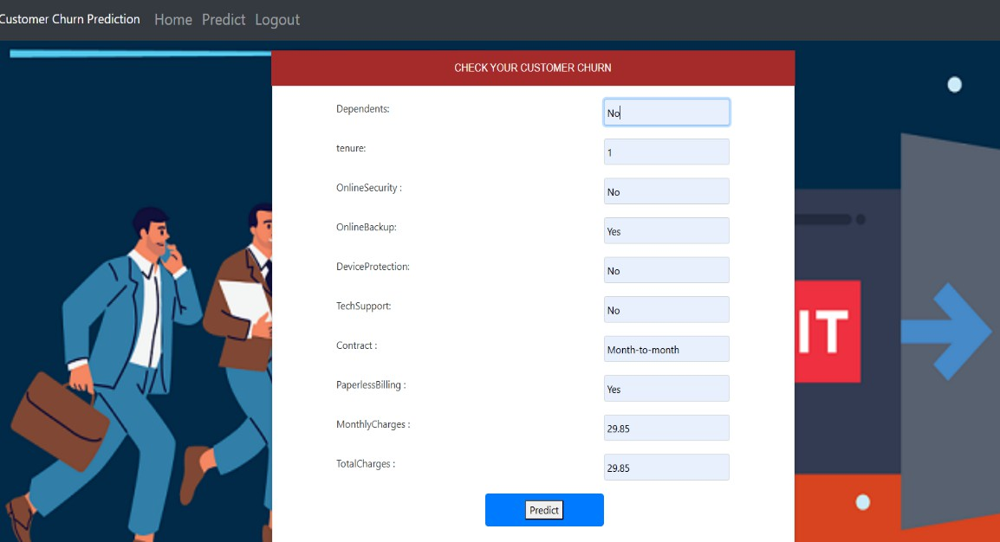 Customer Churn Prediction Home Predict Logout
CHECK YOUR CUSTOMER CHURN
Dependents: No
tenure: 1
OnlineSecurity : No
OnlineBackup: Yes
DeviceProtection: No
TechSupport: No
IT
Contract : Month-to-month
PaperlessBilling : Yes
MonthlyCharges : 29.85
TotalCharges : 29.85
Predict